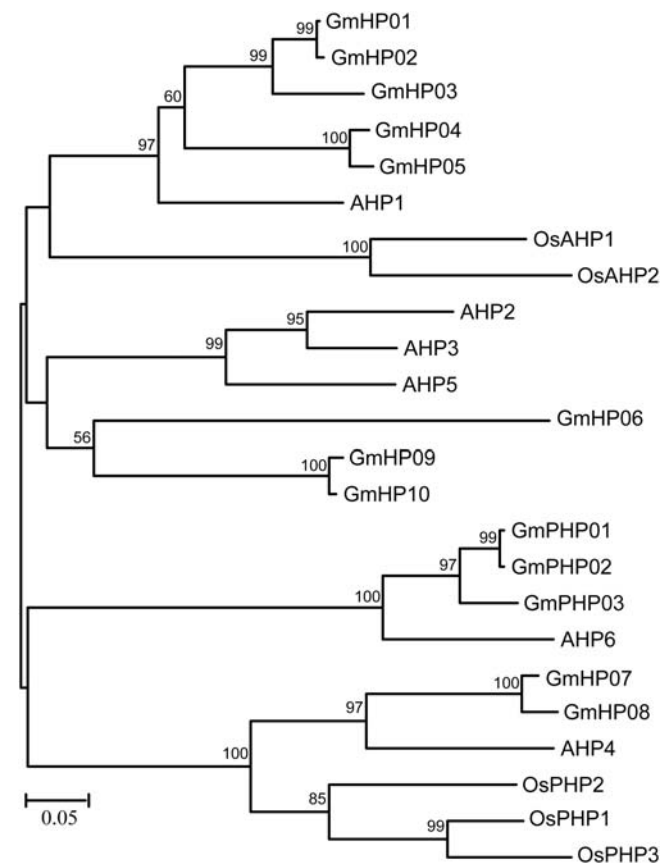 GmHP01
99
GmHP02
99
GmHP03
60
GmHP04
100
97
GmHP05
AHP1
OsAHP1
100
OsAHP2
AHP2
95
AHP3
99
AHP5
GmHP06
56
GmHP09
100
GmHP10
GmPHP01
99
GmPHP02
97
GmPHP03
100
AHP6
GmHP07
100
GmHP08
97
AHP4
100
OsPHP2
85
OsPHP1
99
OsPHP3
0.05